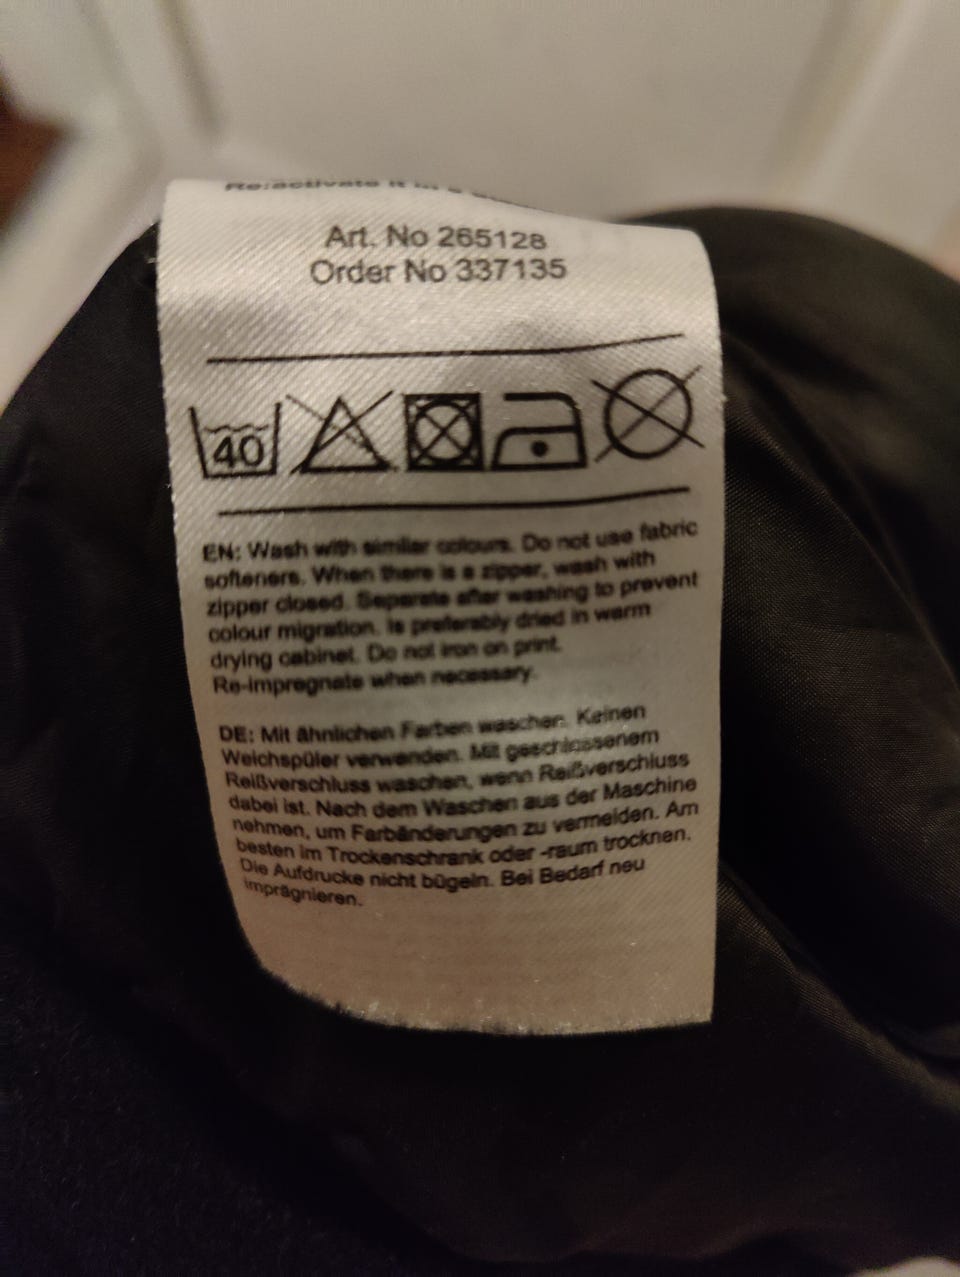 Re:activate it in a
Art. No 265128
Order No 337135
40
EN: Wash with similar colours. Do not use fabric
softeners. When there is a zipper, wash with
zipper closed. Separate after washing to prevent
colour migration. Is preferably dried in warm
drying cabinet. Do not iron on print.
Re-impregnate when necessary.
DE: Mit ähnlichen Farben waschen. Keinen
Weichspüler verwenden. Mit geschlossenem
Reißverschluss waschen, wenn Reißverschluss
dabei ist. Nach dem Waschen aus der Maschine
nehmen, um Farbänderungen zu vermeiden. Am
besten im Trockenschrank oder -raum trocknen.
Die Aufdrucke nicht bügeln. Bei Bedarf neu
imprägnieren.